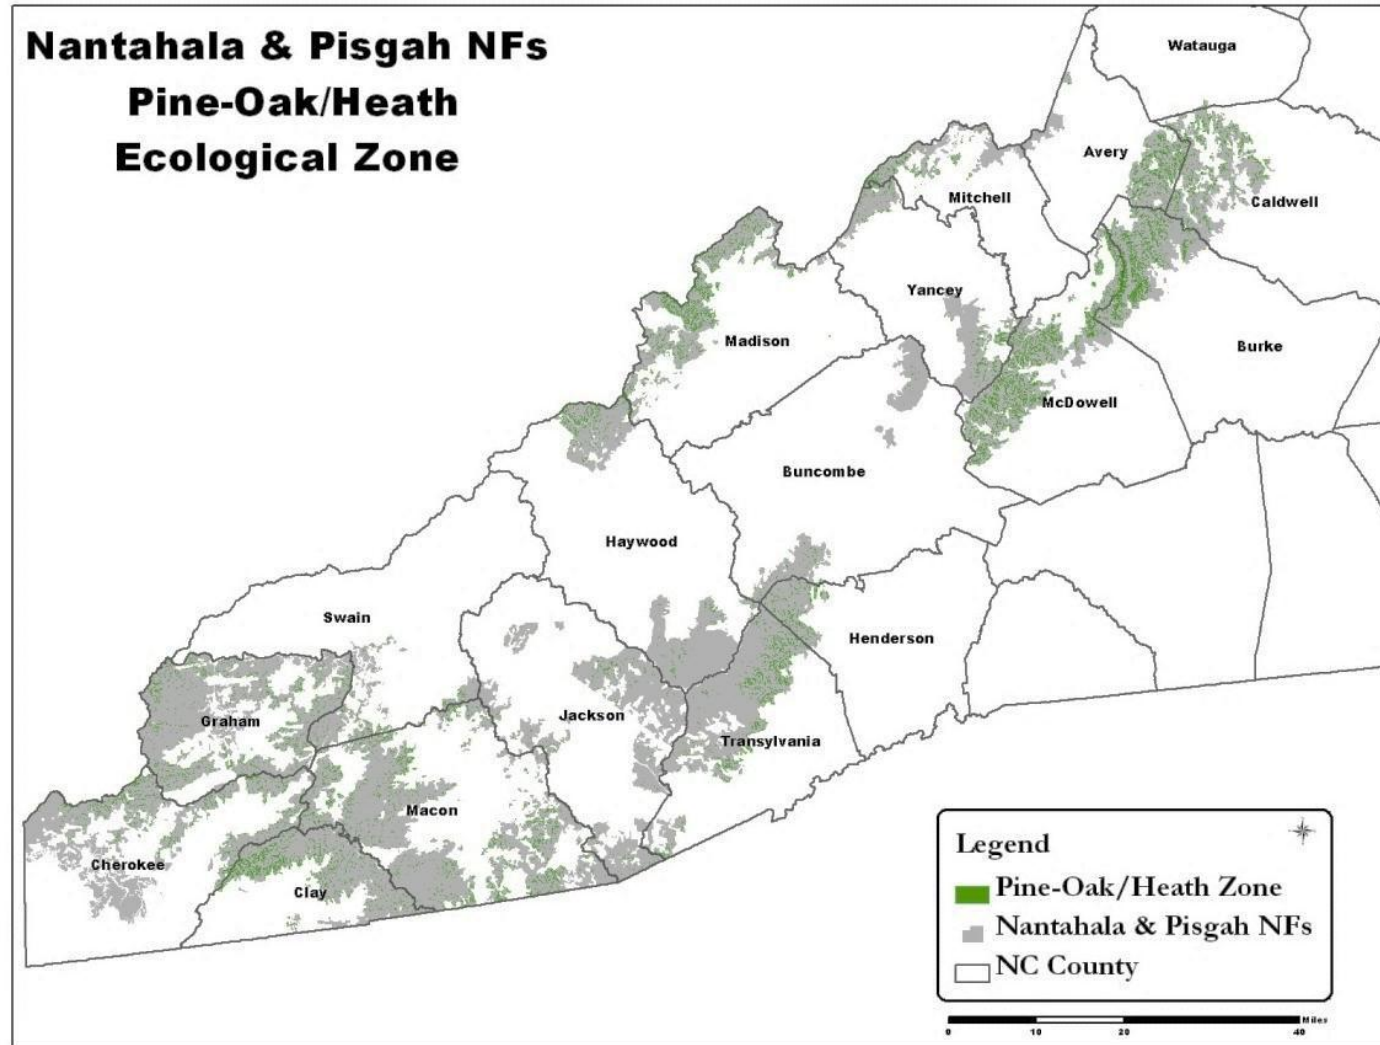 Nantahala & Pisgah NFs
Pine-Oak/Heath
Ecological Zone
Watauga
Avery
Mitchell
Caldwell
Yancey
Madison
Burke
McDowell
Buncombe
Haywood
Swain
Henderson
Graham
Jackson
Transylvania
Macon
Cherokee
Clay
Legend
Pine-Oak/Heath Zone
Nantahala & Pisgah NFs
NC County
Miles
0 10 20 40